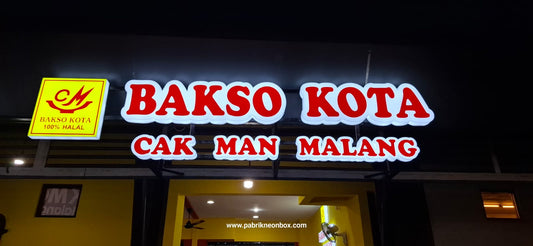 CM
BAKSO KOTA
100% HALAL
BAKSO KOTA
CAK MAN MALANG
www.pabrikneonbox.com